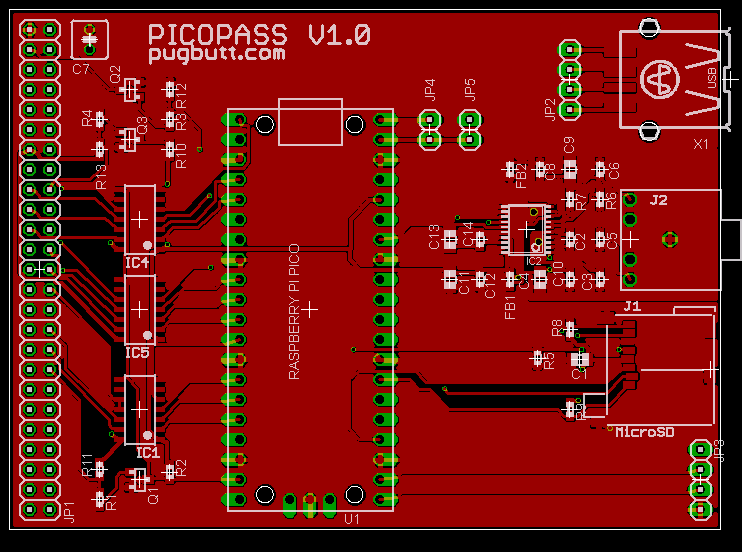 PICOPASS V1.0
pugbutt.com
C7
Q2
R12
R4
R3
Q3
R13
R10
JP4
JP5
JP2
USB
X1
C9
FB2
C8
C6
R7
R6
J2
C13
C14
IC2
C2
C5
IC4
C11
C12
FB1
C4
C10
C3
RASPBERRY PI PICO
J1
R8
IC5
R5
MicroSD
IC1
R11
R2
R1
Q1
JP3
JP1
U1